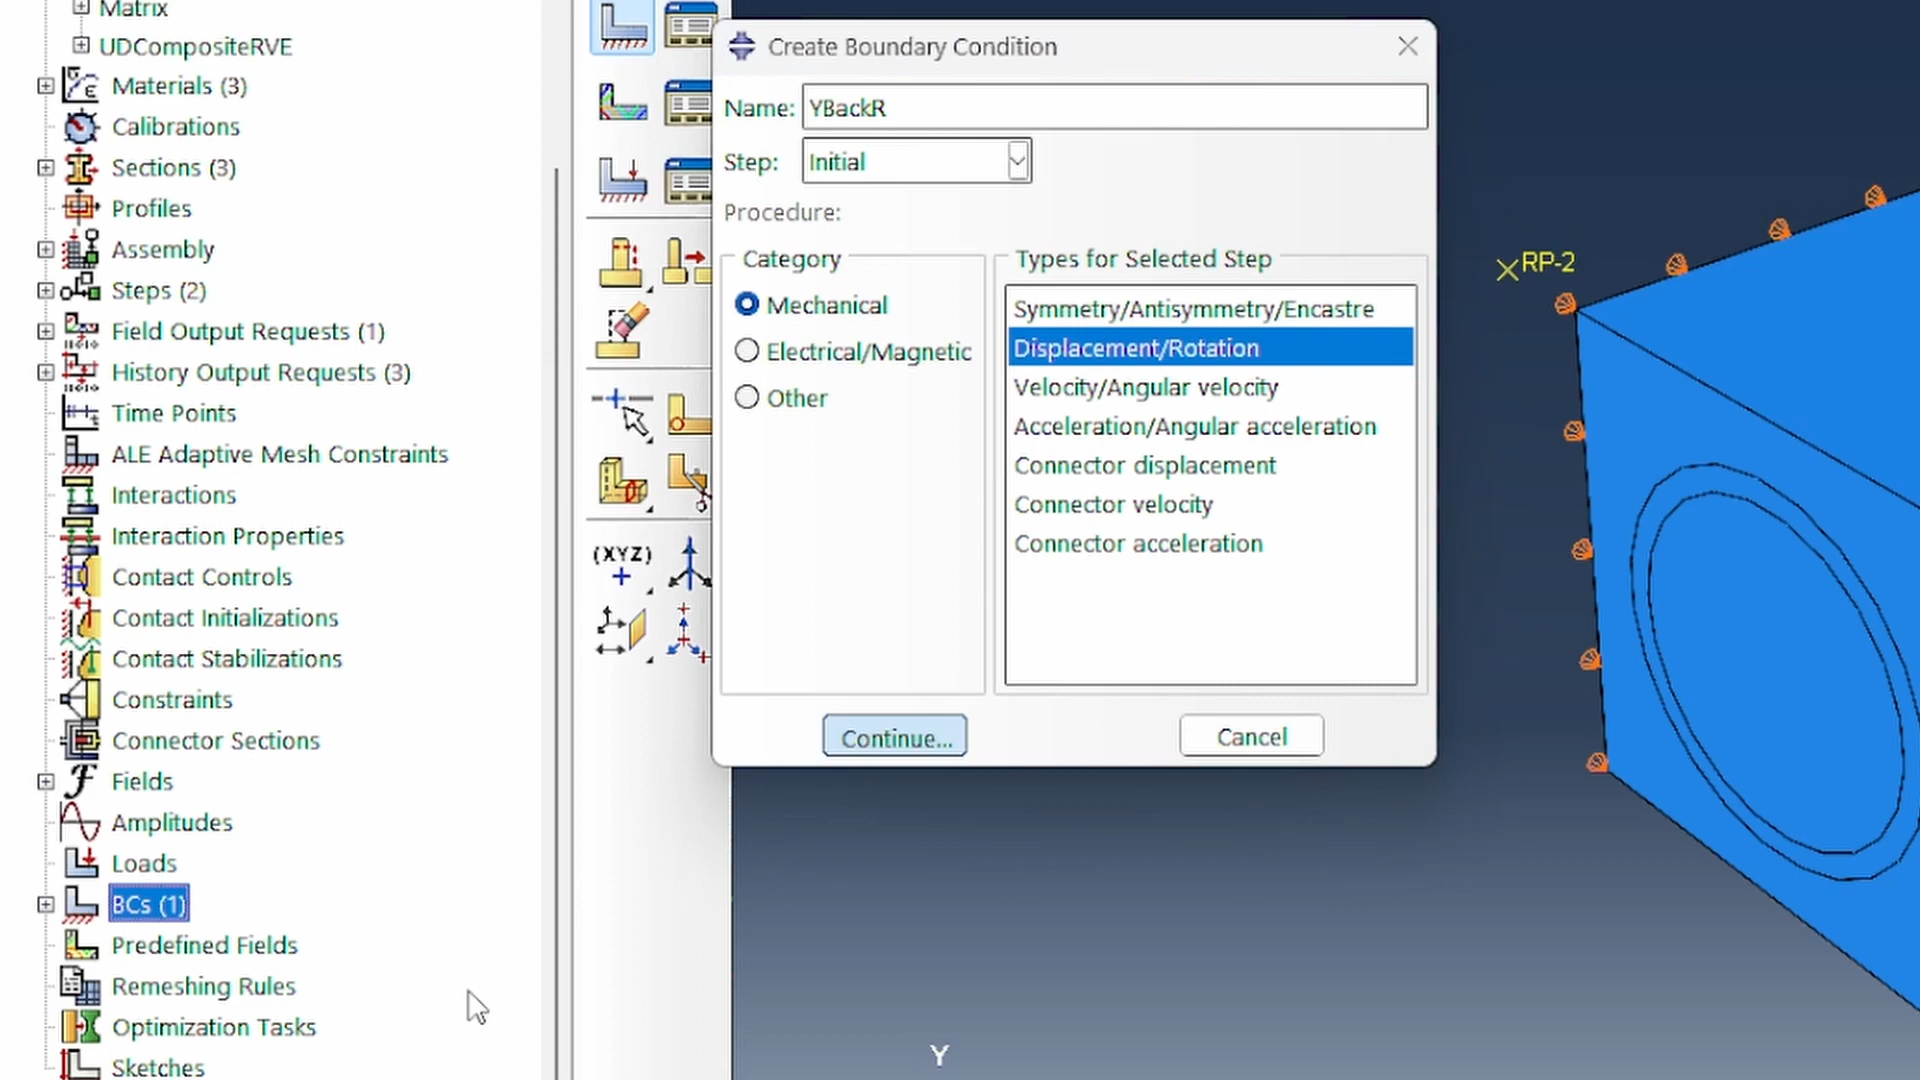 Matrix
UDCompositeRVE
Materials (3)
Calibrations
Sections (3)
Profiles
Assembly
Steps (2)
Field Output Requests (1)
History Output Requests (3)
Time Points
ALE Adaptive Mesh Constraints
Interactions
Interaction Properties
Contact Controls
Contact Initializations
Contact Stabilizations
Constraints
Connector Sections
Fields
Amplitudes
Loads
BCs (1)
Predefined Fields
Remeshing Rules
Optimization Tasks
Sketches
(XYZ)
Create Boundary Condition
Name: YBackR
Step: Initial
Procedure:
Category
Mechanical
Electrical/Magnetic
Other
Types for Selected Step
Symmetry/Antisymmetry/Encastre
Displacement/Rotation
Velocity/Angular velocity
Acceleration/Angular acceleration
Connector displacement
Connector velocity
Connector acceleration
Continue...
Cancel
RP-2
Y